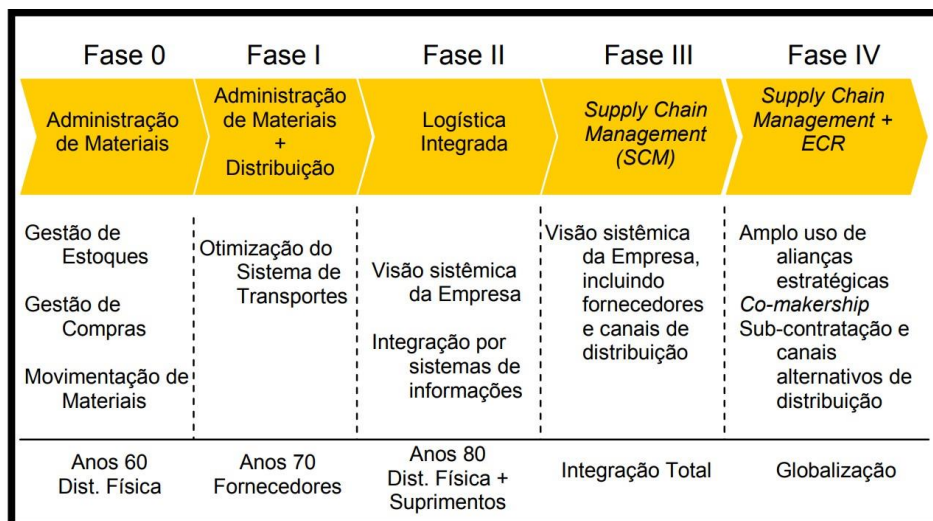 Fase 0
Fase I
Fase II
Fase III
Fase IV
Administração
de Materiais
Administração
de Materiais
+
Distribuição
Logística
Integrada
Supply Chain
Management
(SCM)
Supply Chain
Management +
ECR
Gestão de
Estoques
Gestão de
Compras
Movimentação de
Materiais
Otimização do
Sistema de
Transportes
Visão sistêmica
da Empresa
Integração por
sistemas de
informações
Visão sistêmica
da Empresa,
incluindo
fornecedores
e canais de
distribuição
Amplo uso de
alianças
estratégicas
Co-makership
Sub-contratação e
canais
alternativos de
distribuição
Anos 60
Dist. Física
Anos 70
Fornecedores
Anos 80
Dist. Física +
Suprimentos
Integração Total
Globalização